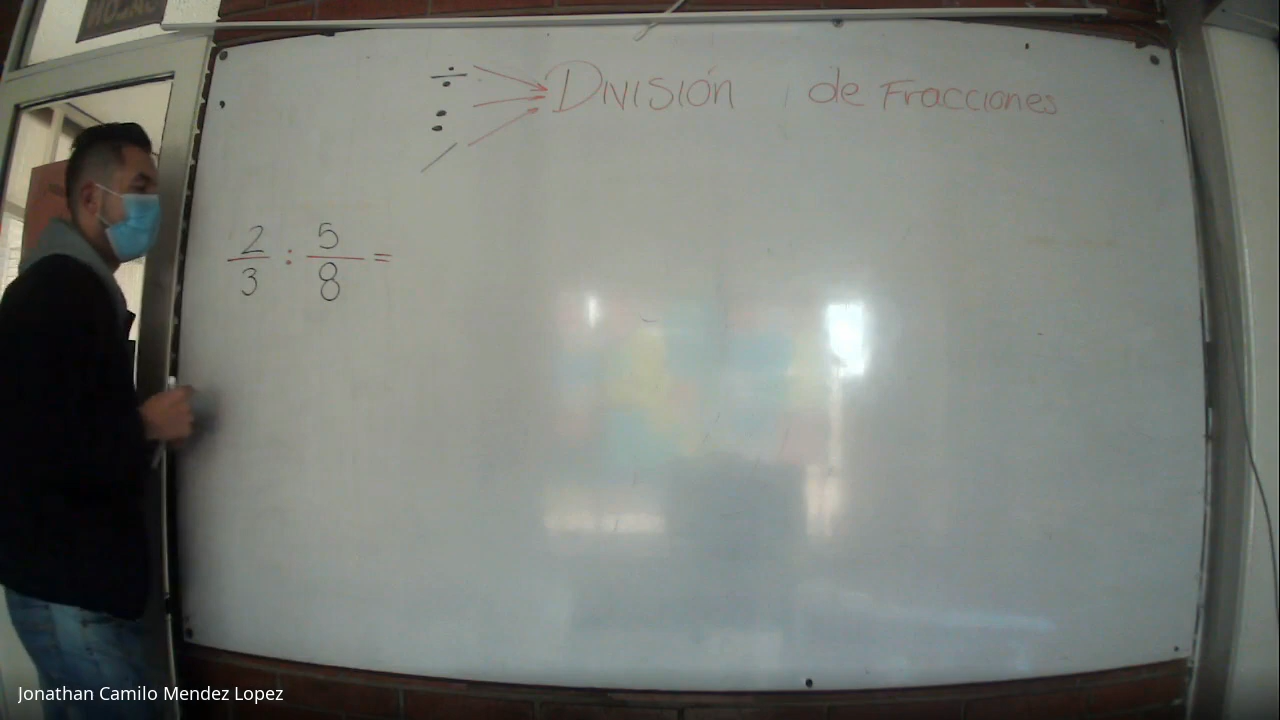 ÷ División de Fracciones
:
/
2/3 : 5/8 =
Jonathan Camilo Mendez Lopez